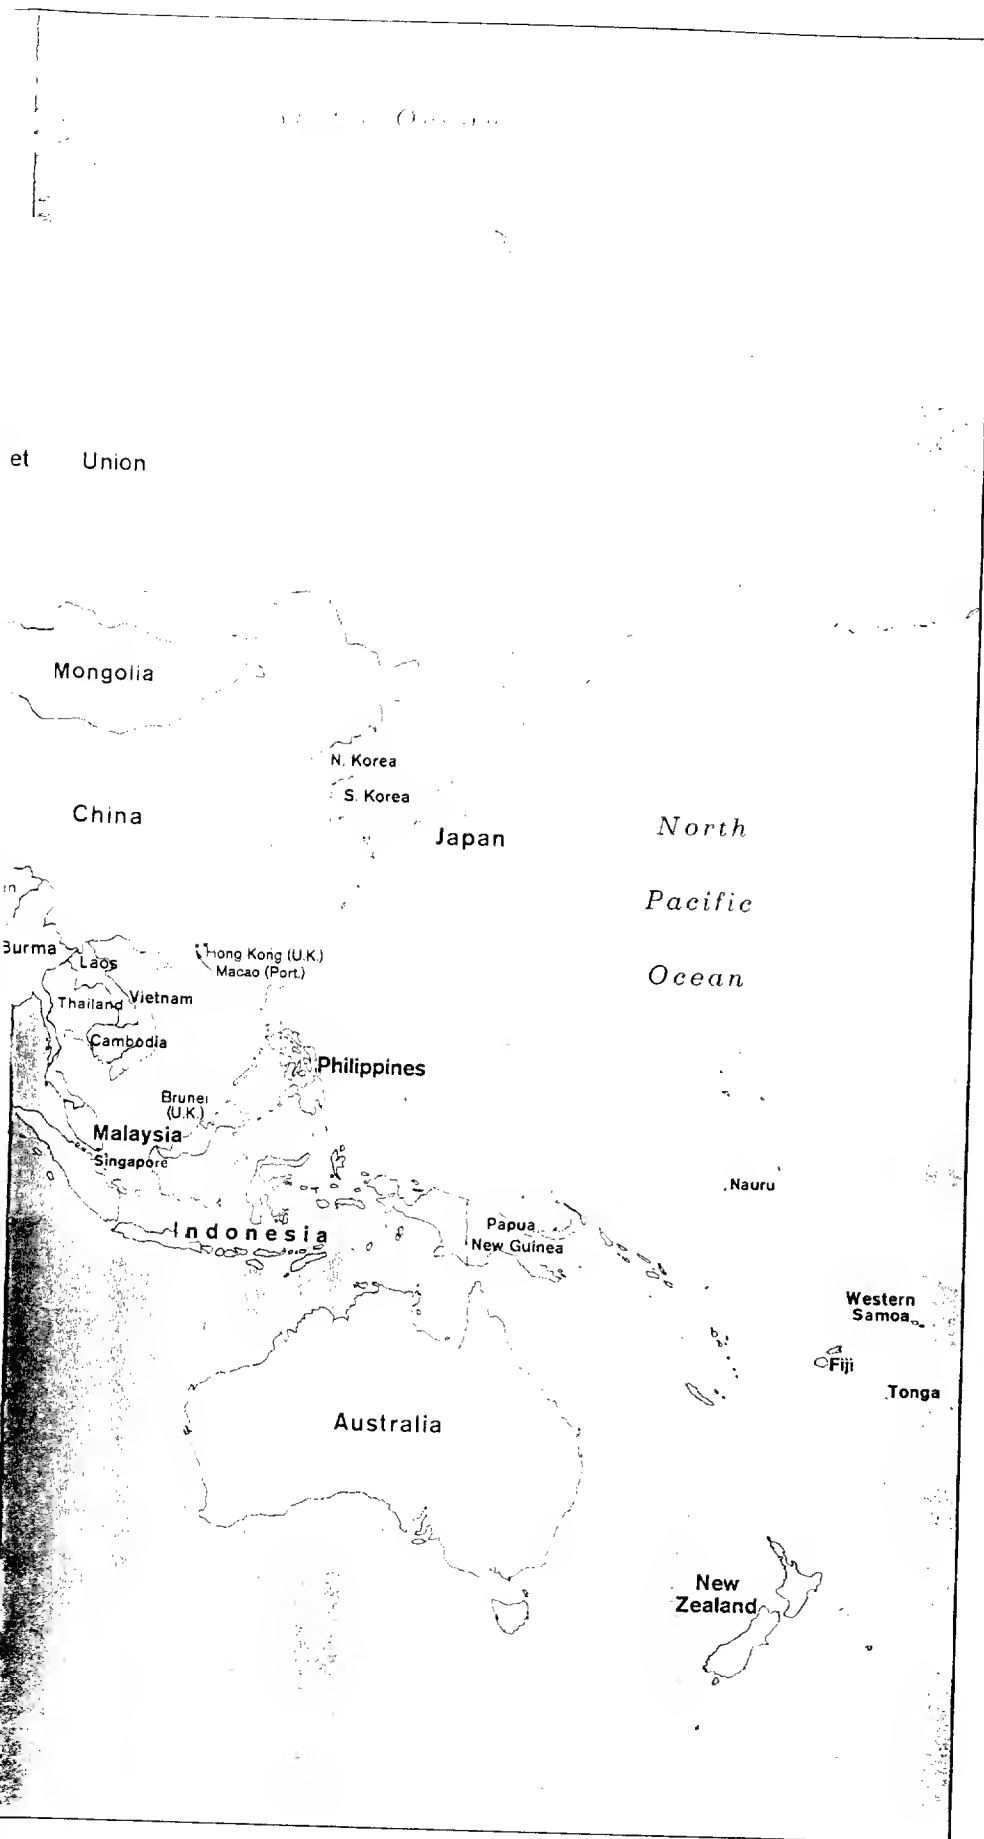 Ocean
et Union
Mongolia
N. Korea
S. Korea
China
Japan
North
Pacific
Ocean
Burma
Laos
Hong Kong (U.K.)
Macao (Port.)
Thailand
Vietnam
Cambodia
Philippines
Brunei
(U.K.)
Malaysia
Singapore
Nauru
Indonesia
Papua
New Guinea
Western
Samoa
Fiji
Tonga
Australia
New
Zealand